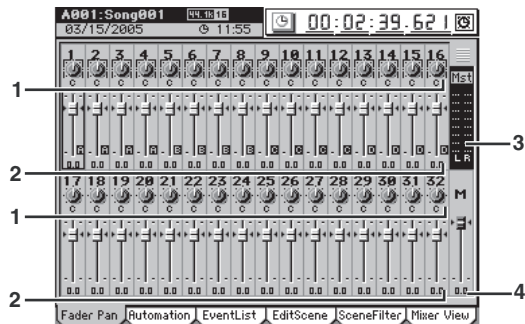 A001:Song001 44.1K 16
03/15/2005 11:55
00:02:39.621
1 2 3 4 5 6 7 8 9 10 11 12 13 14 15 16
C C C C C C C C C C C C C C C C
Mst
1
3
A A A A B B B B C C C C D D D D
L R
0.0 0.0 0.0 0.0 0.0 0.0 0.0 0.0 0.0 0.0 0.0 0.0 0.0 0.0 0.0 0.0
2
17 18 19 20 21 22 23 24 25 26 27 28 29 30 31 32
C C C C C C C C C C C C C C C C
M
1
0.0 0.0 0.0 0.0 0.0 0.0 0.0 0.0 0.0 0.0 0.0 0.0 0.0 0.0 0.0 0.0 0.0
2
4
Fader Pan Automation EventList EditScene SceneFilter Mixer View